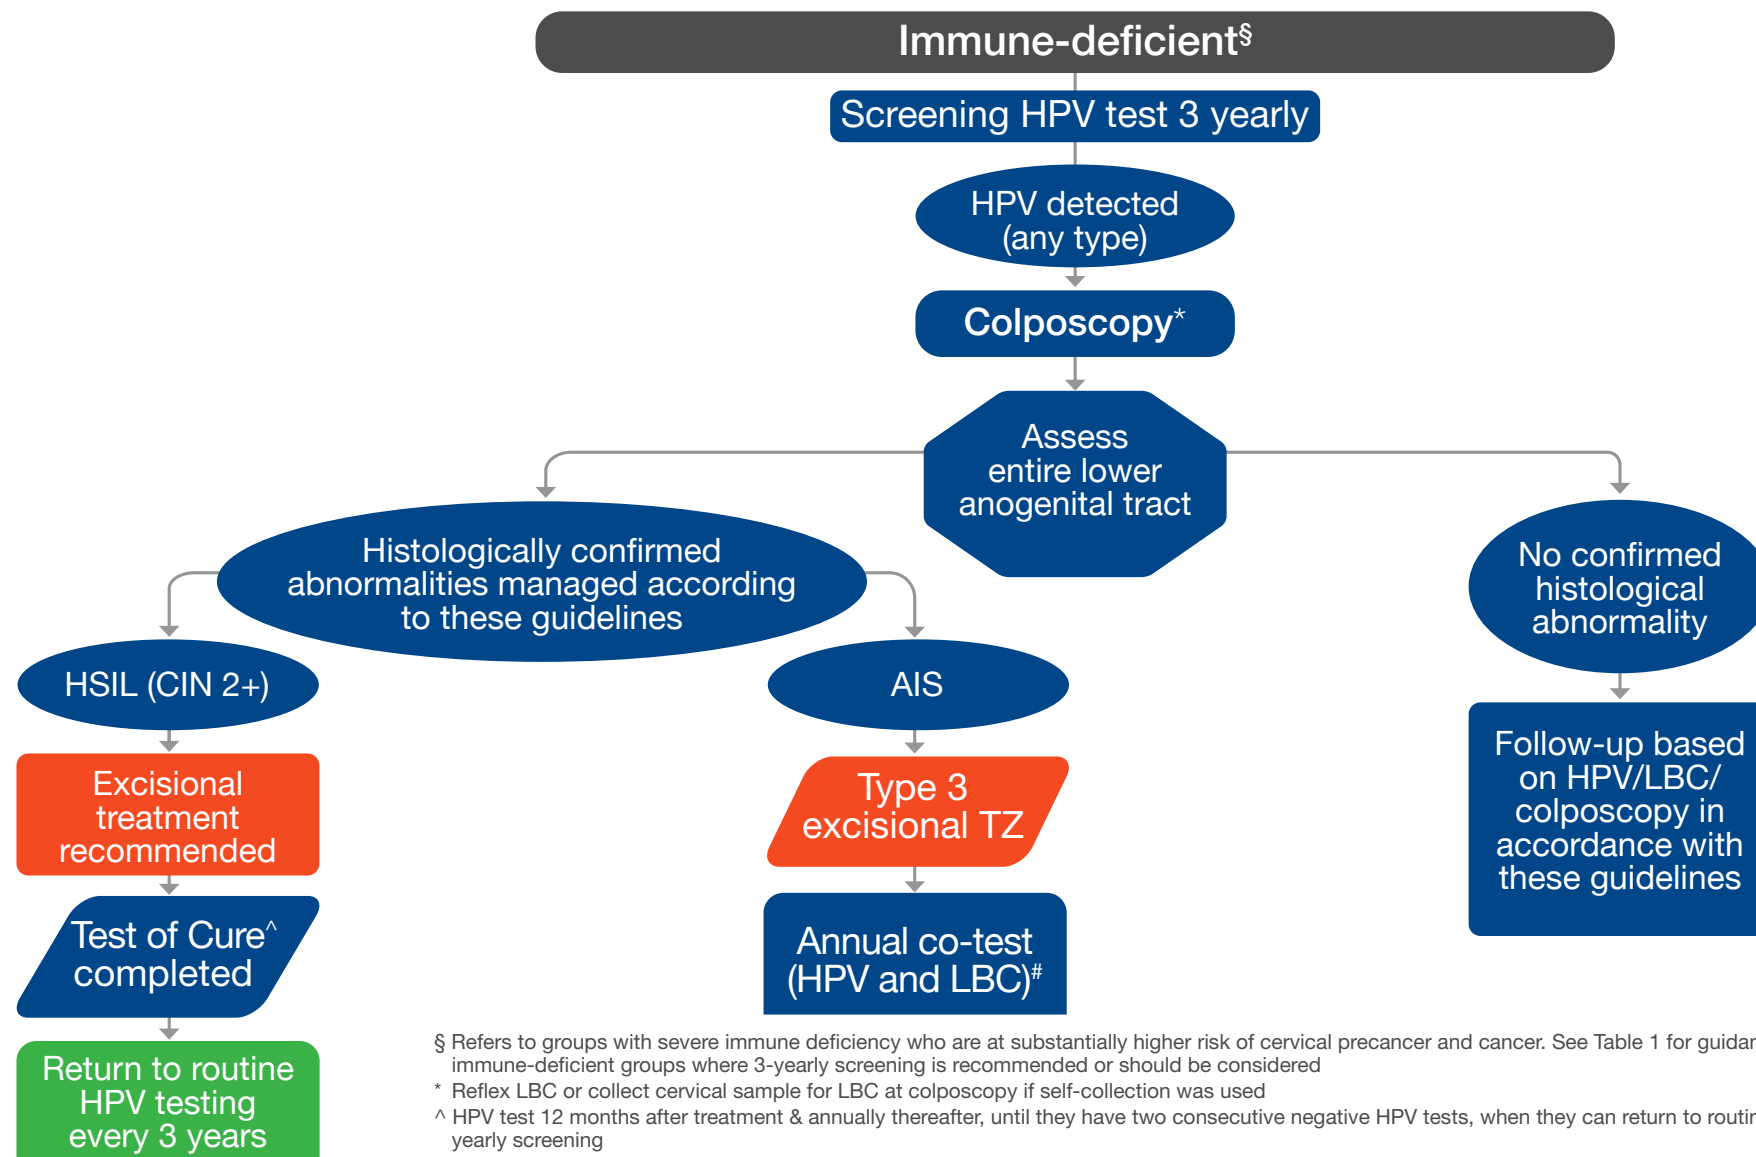 Immune-deficient§
Screening HPV test 3 yearly
HPV detected
(any type)
Colposcopy*
Assess
entire lower
anogenital tract
Histologically confirmed
abnormalities managed according
to these guidelines
No confirmed
histological
abnormality
HSIL (CIN 2+)
AIS
Excisional
treatment
recommended
Type 3
excisional TZ
Follow-up based
on HPV/LBC/
colposcopy in
accordance with
these guidelines
Test of Cure^
completed
Annual co-test
(HPV and LBC)#
Return to routine
HPV testing
every 3 years
§ Refers to groups with severe immune deficiency who are at substantially higher risk of cervical precancer and cancer. See Table 1 for
immune-deficient groups where 3-yearly screening is recommended or should be considered
* Reflex LBC or collect cervical sample for LBC at colposcopy if self-collection was used
^ HPV test 12 months after treatment & annually thereafter, until they have two consecutive negative HPV tests, when they can return to
yearly screening